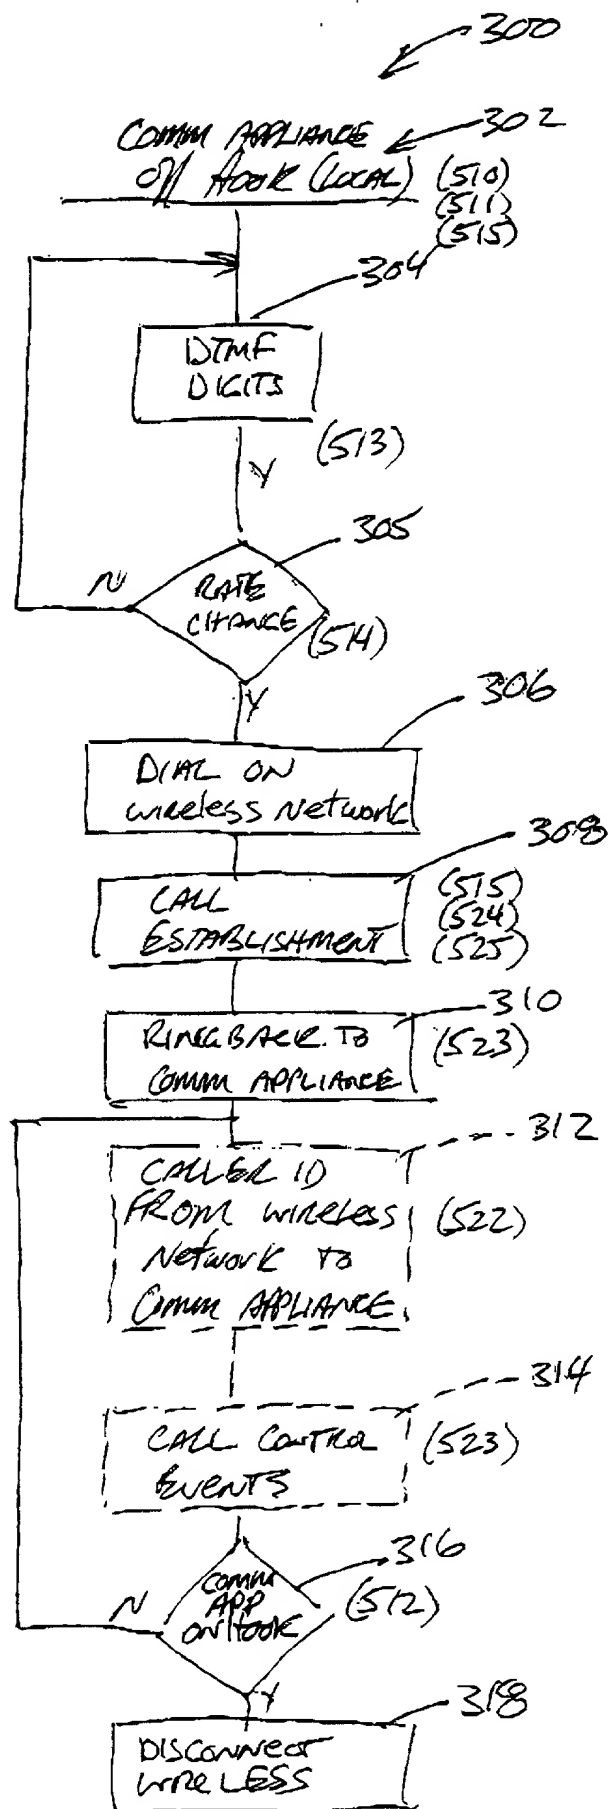 300
COMM APPLIANCE 302
Off Hook (LOCAL) (510)
(511)
(515)
304
DTMF
DIGITS
(513)
Y
305
N
RATE
CHANGE (514)
Y
306
DIAL ON
wireless Network
308
CALL (515)
(524)
ESTABLISHMENT (525)
310
RINGBACK TO (523)
COMM APPLIANCE
312
CALLER ID
FROM wireless (522)
Network to
COMM APPLIANCE
314
CALL CONTROL (523)
EVENTS
316
COMM
N APP (512)
ON HOOK
Y
318
DISCONNECT
WIRELESS